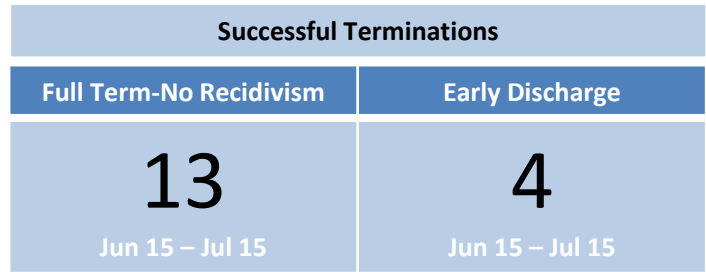 Successful Terminations
Full Term-No Recidivism
Early Discharge
13
4
Jun 15 – Jul 15
Jun 15 – Jul 15